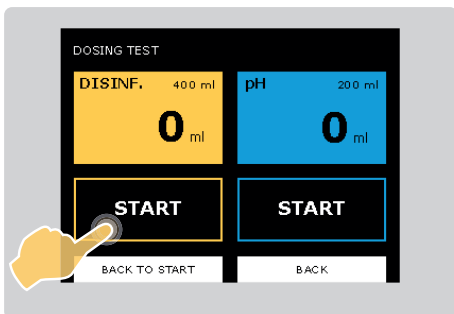 DOSING TEST
DISINF. 400 ml
0 ml
pH 200 ml
0 ml
START
START
BACK TO START
BACK